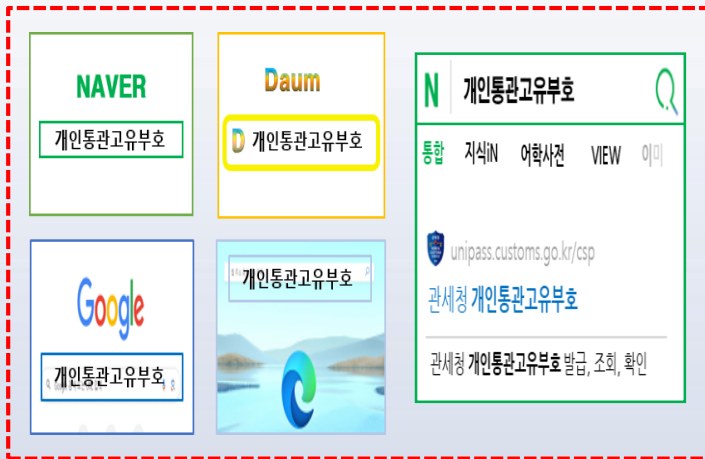 NAVER
개인통관고유부호
Daum
D 개인통관고유부호
Google
개인통관고유부호
개인통관고유부호
N 개인통관고유부호
통합 지식iN 어학사전 VIEW 이미
unipass.customs.go.kr/csp
관세청 개인통관고유부호
관세청 개인통관고유부호 발급, 조회, 확인